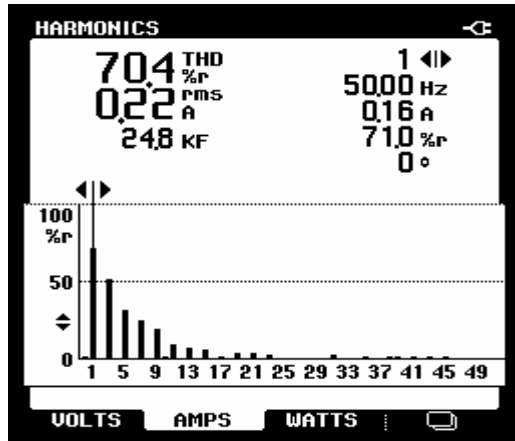 HARMONICS
70.4 THD %r
0.22 rms A
24.8 KF
1
50.00 Hz
0.16 A
71.0 %r
0 °
100
%r
50
0
1 5 9 13 17 21 25 29 33 37 41 45 49
VOLTS AMPS WATTS